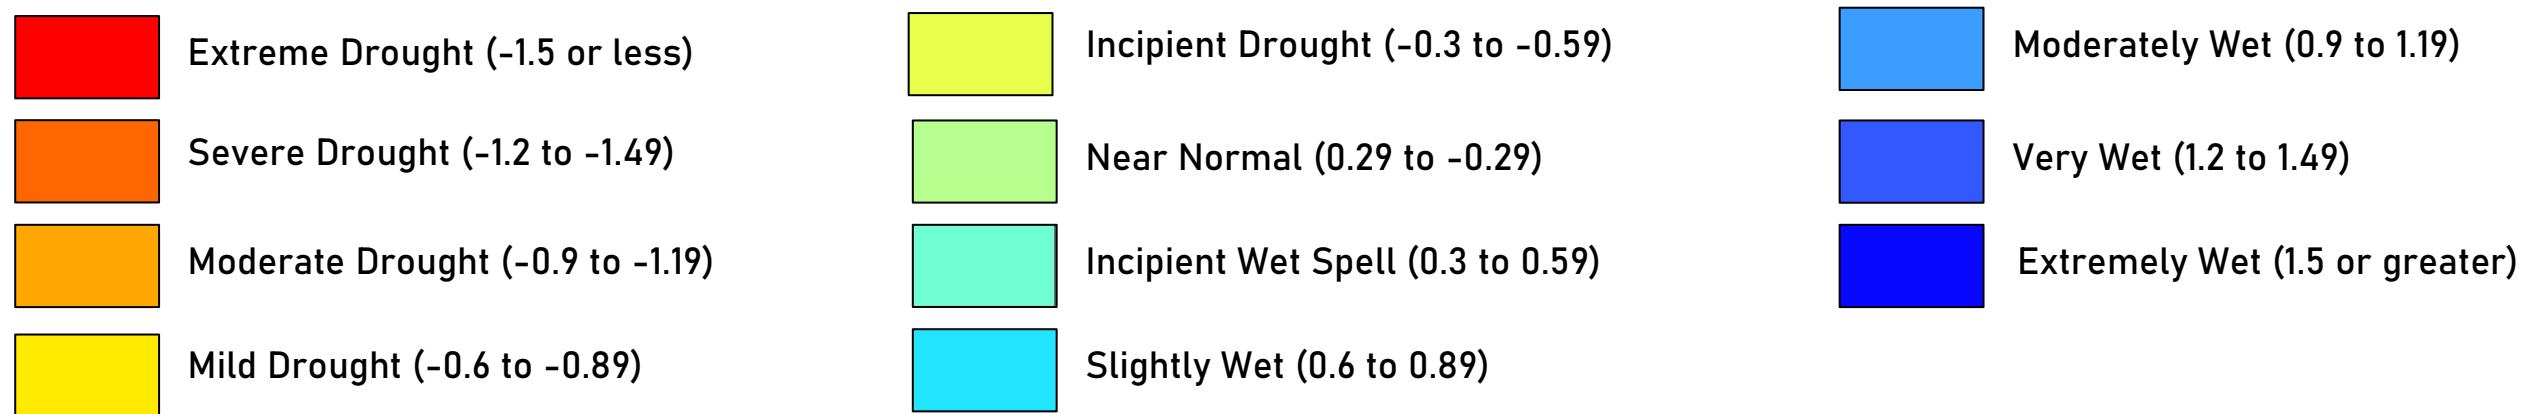 Extreme Drought (-1.5 or less)
Severe Drought (-1.2 to -1.49)
Moderate Drought (-0.9 to -1.19)
Mild Drought (-0.6 to -0.89)
Incipient Drought (-0.3 to -0.59)
Near Normal (0.29 to -0.29)
Incipient Wet Spell (0.3 to 0.59)
Slightly Wet (0.6 to 0.89)
Moderately Wet (0.9 to 1.19)
Very Wet (1.2 to 1.49)
Extremely Wet (1.5 or greater)